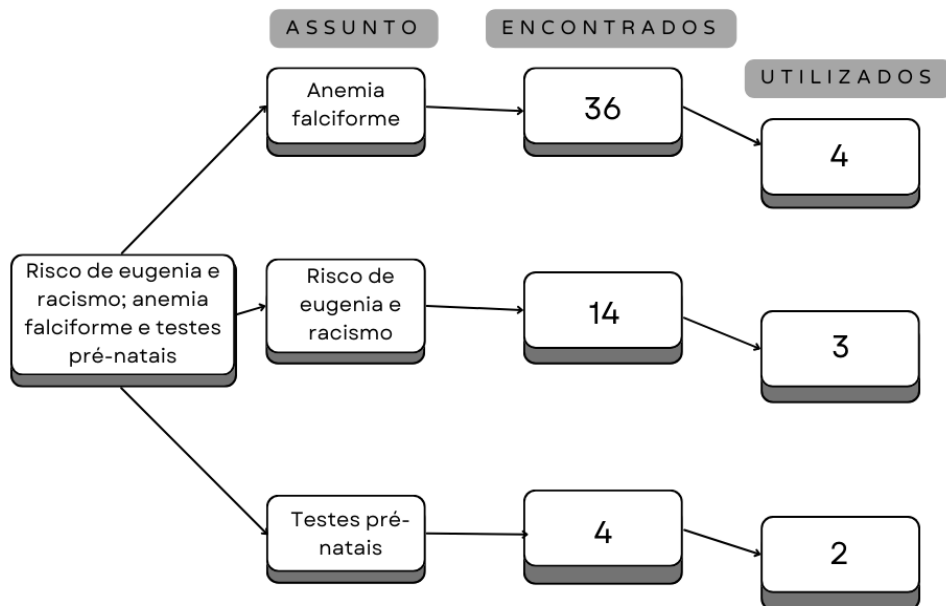 ASSUNTO
ENCONTRADOS
UTILIZADOS
Anemia
falciforme
36
4
Risco de eugenia e
racismo; anemia
falciforme e testes
pré-natais
Risco de
eugenia e
racismo
14
3
Testes pré-
natais
4
2